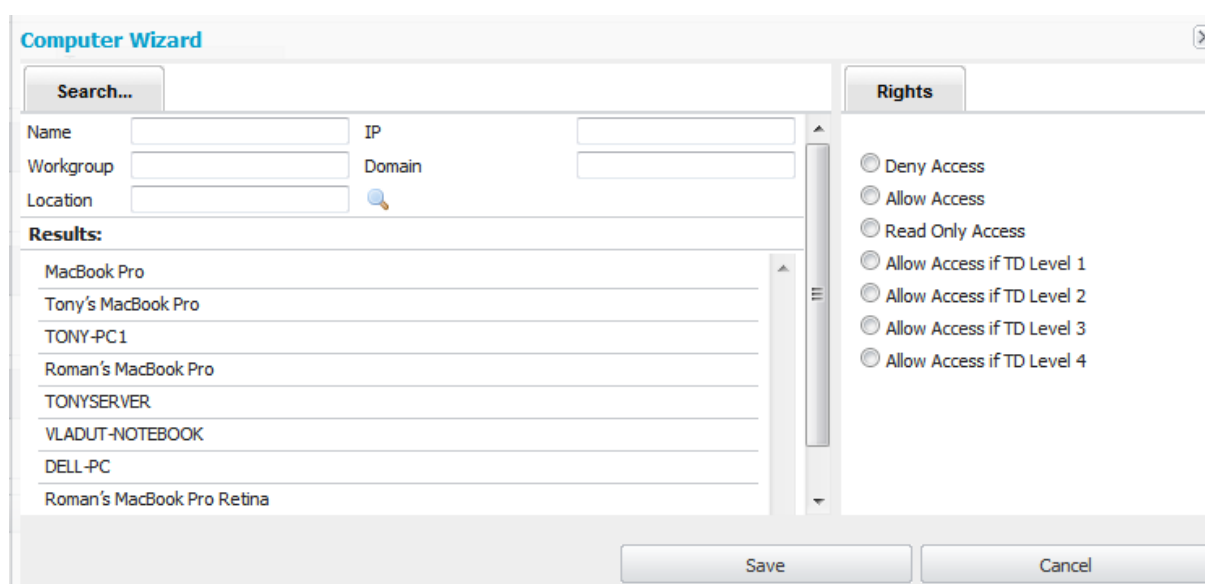 Computer Wizard
Search...
Name
IP
Workgroup
Domain
Location
Results:
MacBook Pro
Tony's MacBook Pro
TONY-PC1
Roman's MacBook Pro
TONYSERVER
VLADUT-NOTEBOOK
DELL-PC
Roman's MacBook Pro Retina
Rights
Deny Access
Allow Access
Read Only Access
Allow Access if TD Level 1
Allow Access if TD Level 2
Allow Access if TD Level 3
Allow Access if TD Level 4
Save
Cancel